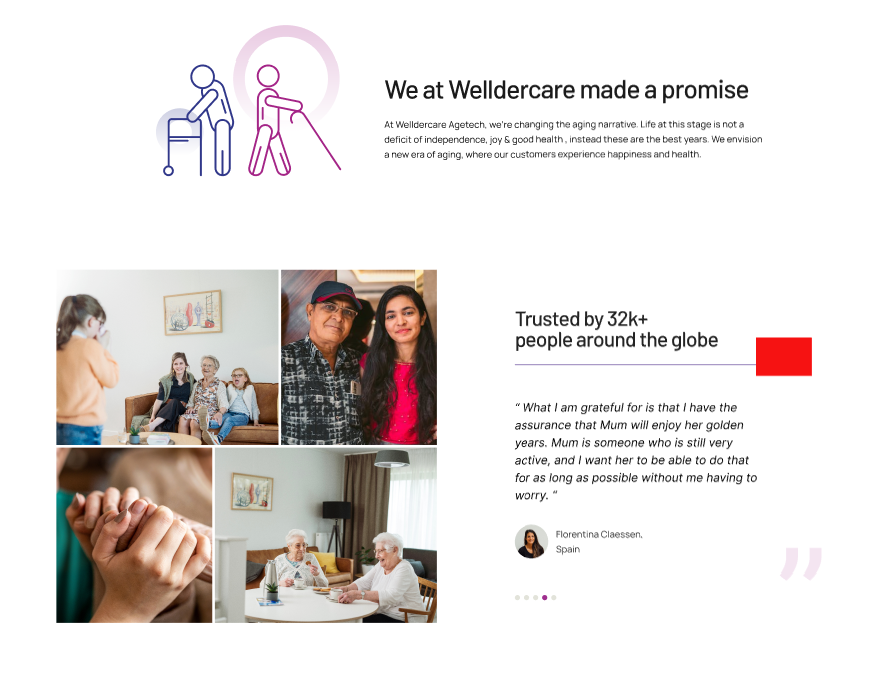 We at Welldercare made a promise
At Welldercare Agetech, we're changing the aging narrative. Life at this stage is not a
deficit of independence, joy & good health , instead these are the best years. We envision
a new era of aging, where our customers experience happiness and health.
Trusted by 32k+
people around the globe
“ What I am grateful for is that I have the
assurance that Mum will enjoy her golden
years. Mum is someone who is still very
active, and I want her to be able to do that
for as long as possible without me having to
worry. “
Florentina Claessen,
Spain
”